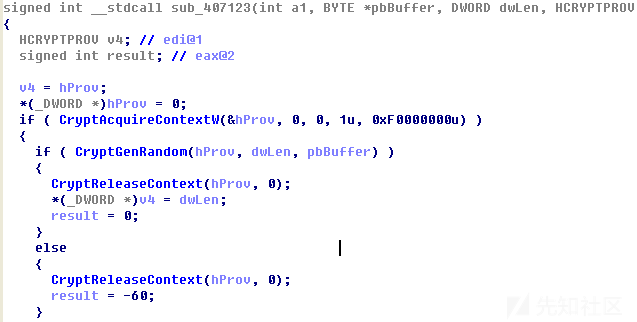 signed int __stdcall sub_407123(int a1, BYTE *pbBuffer, DWORD dwLen, HCRYPTPROV
{
  HCRYPTPROV v4; // edi@1
  signed int result; // eax@2

  v4 = hProv;
  *(_DWORD *)hProv = 0;
  if ( CryptAcquireContextW(&hProv, 0, 0, 1u, 0xF0000000u) )
  {
    if ( CryptGenRandom(hProv, dwLen, pbBuffer) )
    {
      CryptReleaseContext(hProv, 0);
      *(_DWORD *)v4 = dwLen;
      result = 0;
    }
    else
    {
      CryptReleaseContext(hProv, 0);
      result = -60;
    }
先知社区